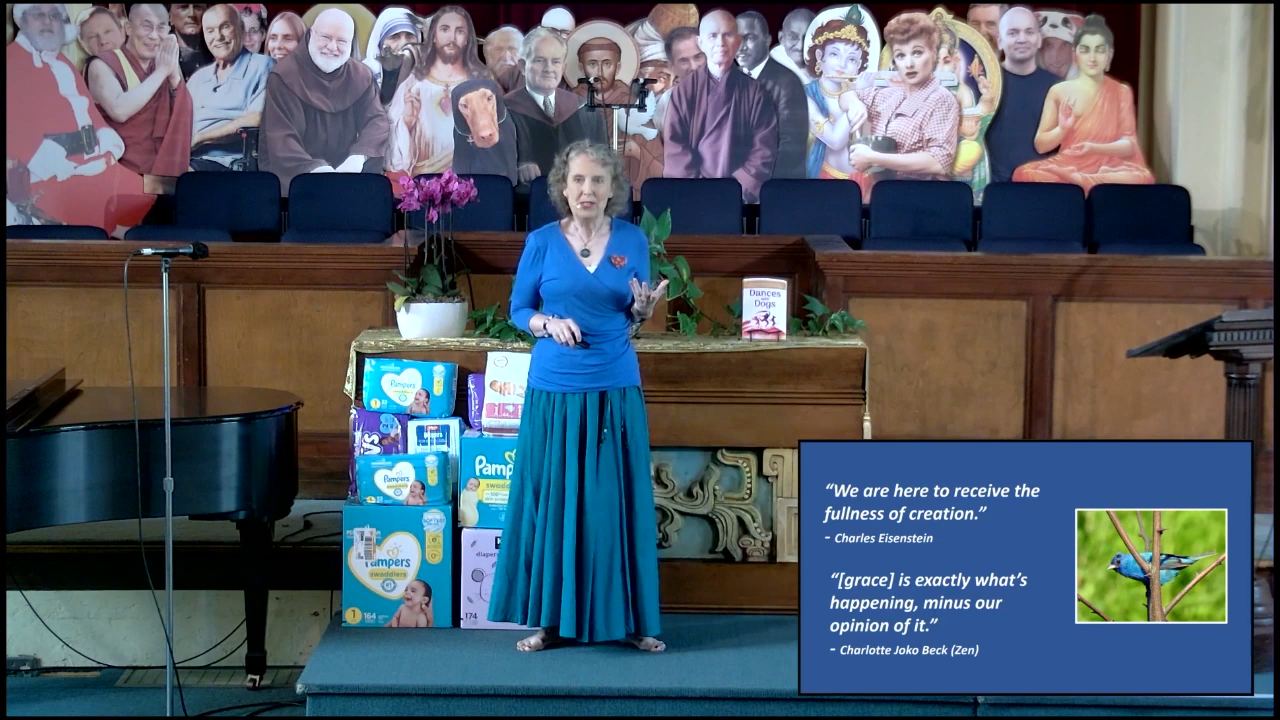 Dances
with
Dogs
Pampers
Pampers
Pampers
swaddlers
Pampers
swaddlers
1 164
diapers
174
“We are here to receive the
fullness of creation.”
- Charles Eisenstein
“[grace] is exactly what’s
happening, minus our
opinion of it.”
- Charlotte Joko Beck (Zen)